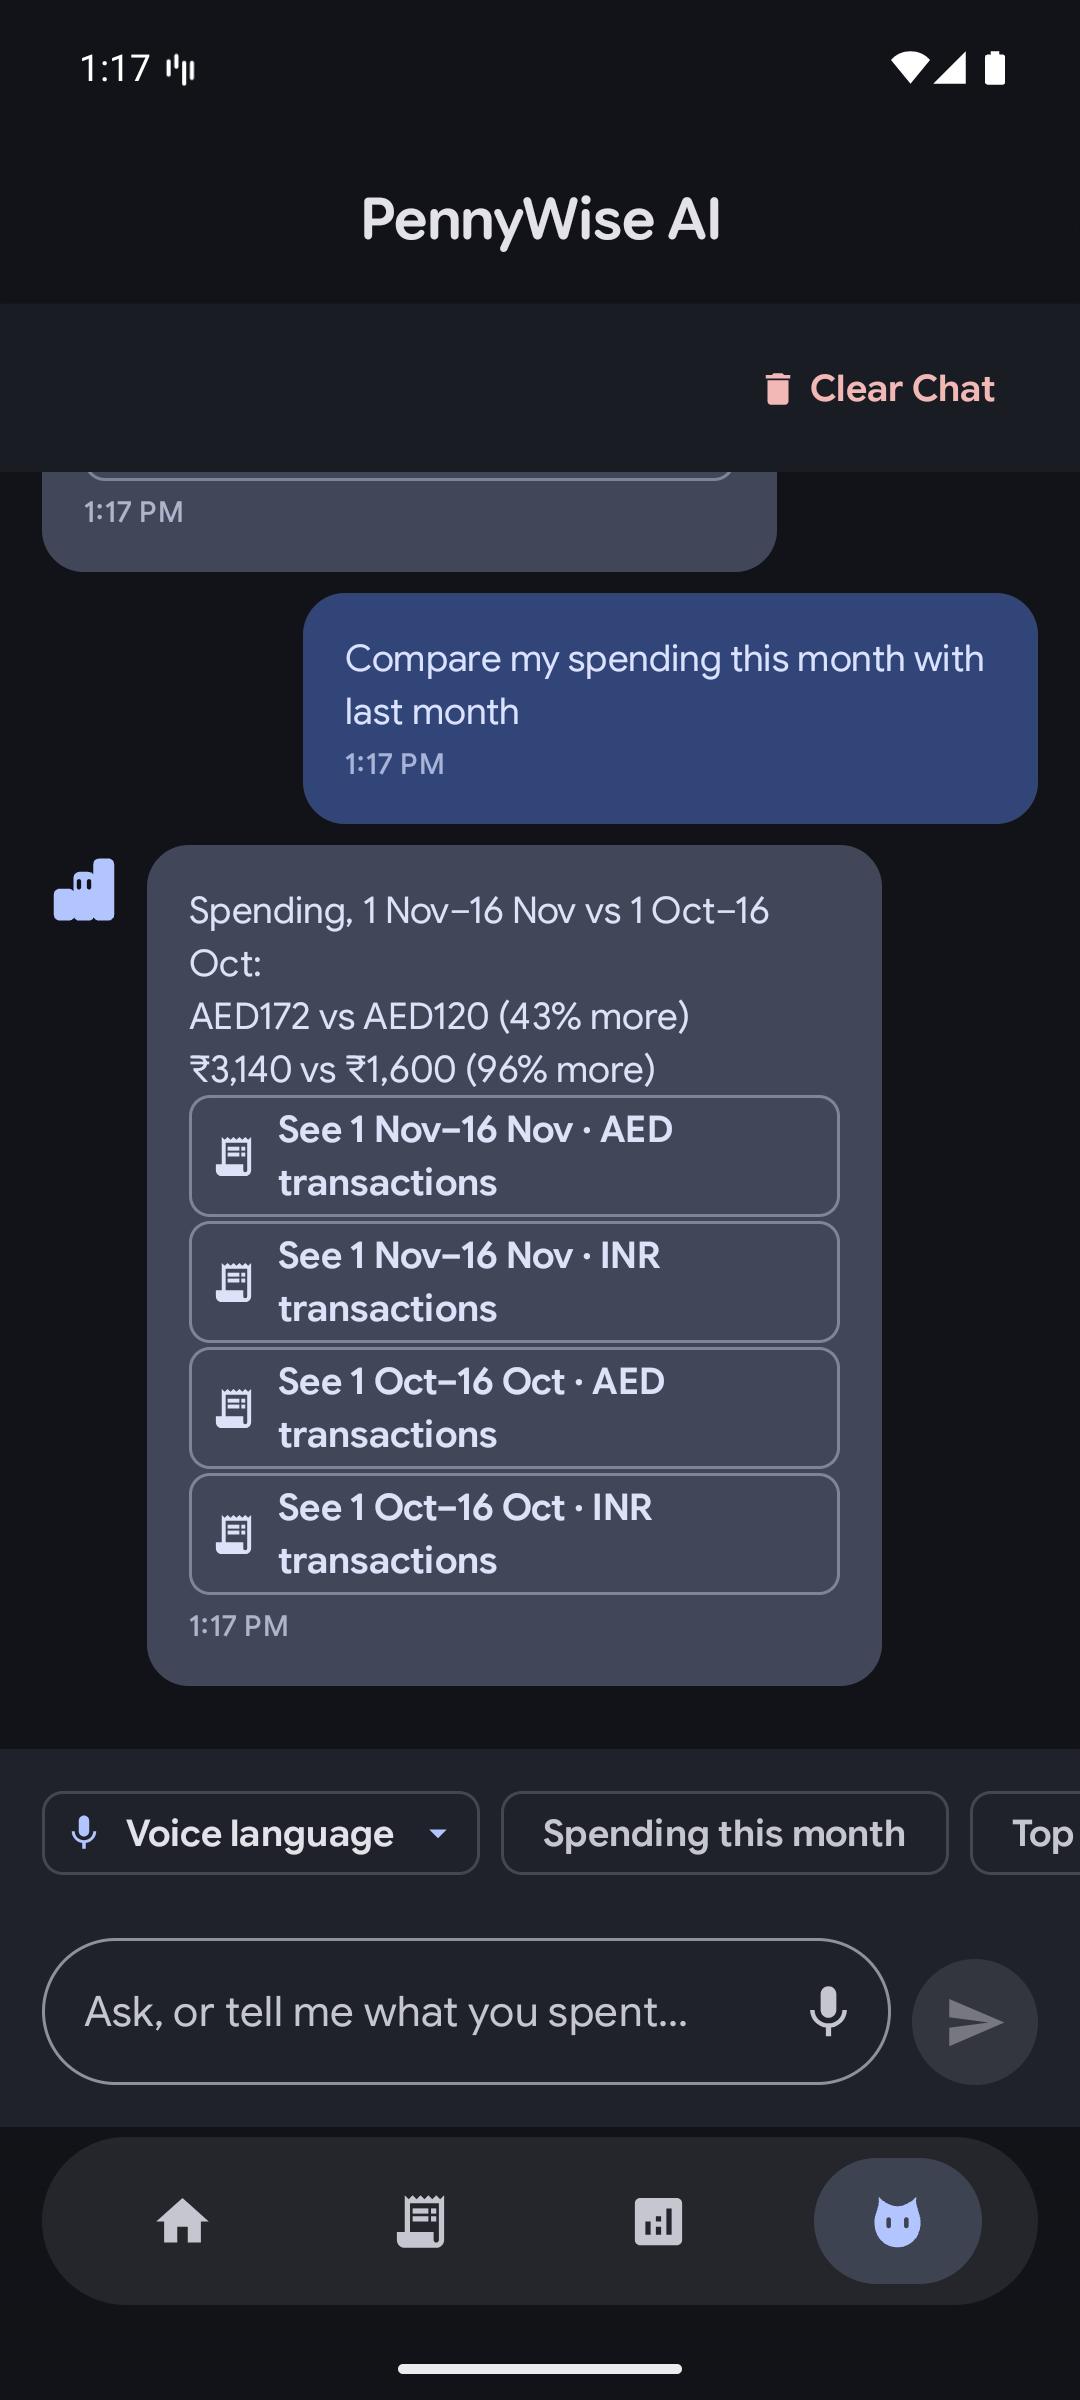 1:17
PennyWise AI
Clear Chat
1:17 PM
Compare my spending this month with
last month
1:17 PM
Spending, 1 Nov–16 Nov vs 1 Oct–16
Oct:
AED172 vs AED120 (43% more)
₹3,140 vs ₹1,600 (96% more)
See 1 Nov–16 Nov · AED
transactions
See 1 Nov–16 Nov · INR
transactions
See 1 Oct–16 Oct · AED
transactions
See 1 Oct–16 Oct · INR
transactions
1:17 PM
Voice language
Spending this month
Top
Ask, or tell me what you spent...